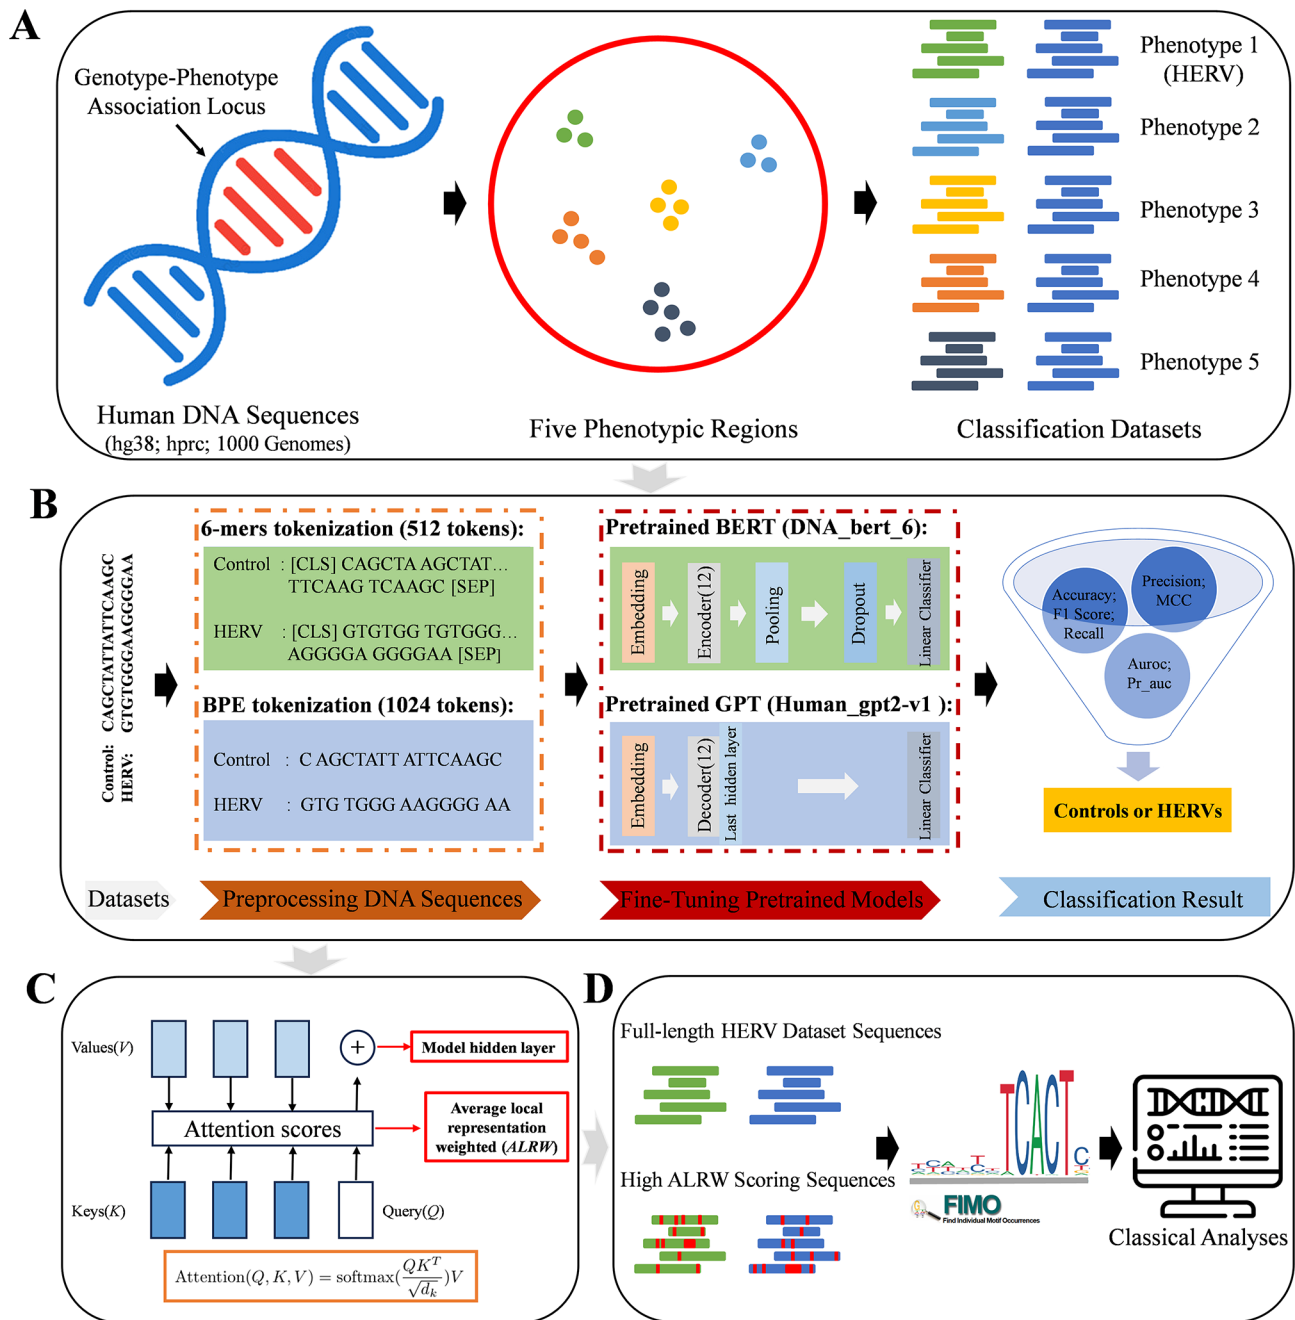 A
Genotype-Phenotype
Association Locus
Human DNA Sequences
(hg38; hprc; 1000 Genomes)
Five Phenotypic Regions
Phenotype 1
(HERV)
Phenotype 2
Phenotype 3
Phenotype 4
Phenotype 5
Classification Datasets
B
Control: CAGCTATTATTCAAGC
HERV: GTGTGGGAAGGGGAA
6-mers tokenization (512 tokens):
Control : [CLS] CAGCTA AGCTAT...
TTCAAG TCAAGC [SEP]
HERV : [CLS] GTGTGG TGTGGG...
AGGGGA GGGGAA [SEP]
BPE tokenization (1024 tokens):
Control : C AGCTATT ATTCAAGC
HERV : GTG TGGG AAGGGG AA
Pretrained BERT (DNA_bert_6):
Embedding
Encoder(12)
Pooling
Dropout
Linear Classifier
Pretrained GPT (Human_gpt2-v1 ):
Embedding
Decoder(12)
Last hidden layer
Linear Classifier
Accuracy;
F1 Score;
Recall
Precision;
MCC
Auroc;
Pr_auc
Controls or HERVs
Datasets
Preprocessing DNA Sequences
Fine-Tuning Pretrained Models
Classification Result
C
Values(V)
Model hidden layer
Attention scores
Average local
representation
weighted (ALRW)
Keys(K)
Query(Q)
Attention(Q, K, V) = softmax(QK^T/√d_k)V
D
Full-length HERV Dataset Sequences
High ALRW Scoring Sequences
TCACT
FIMO
Find Individual Motif Occurrences
Classical Analyses